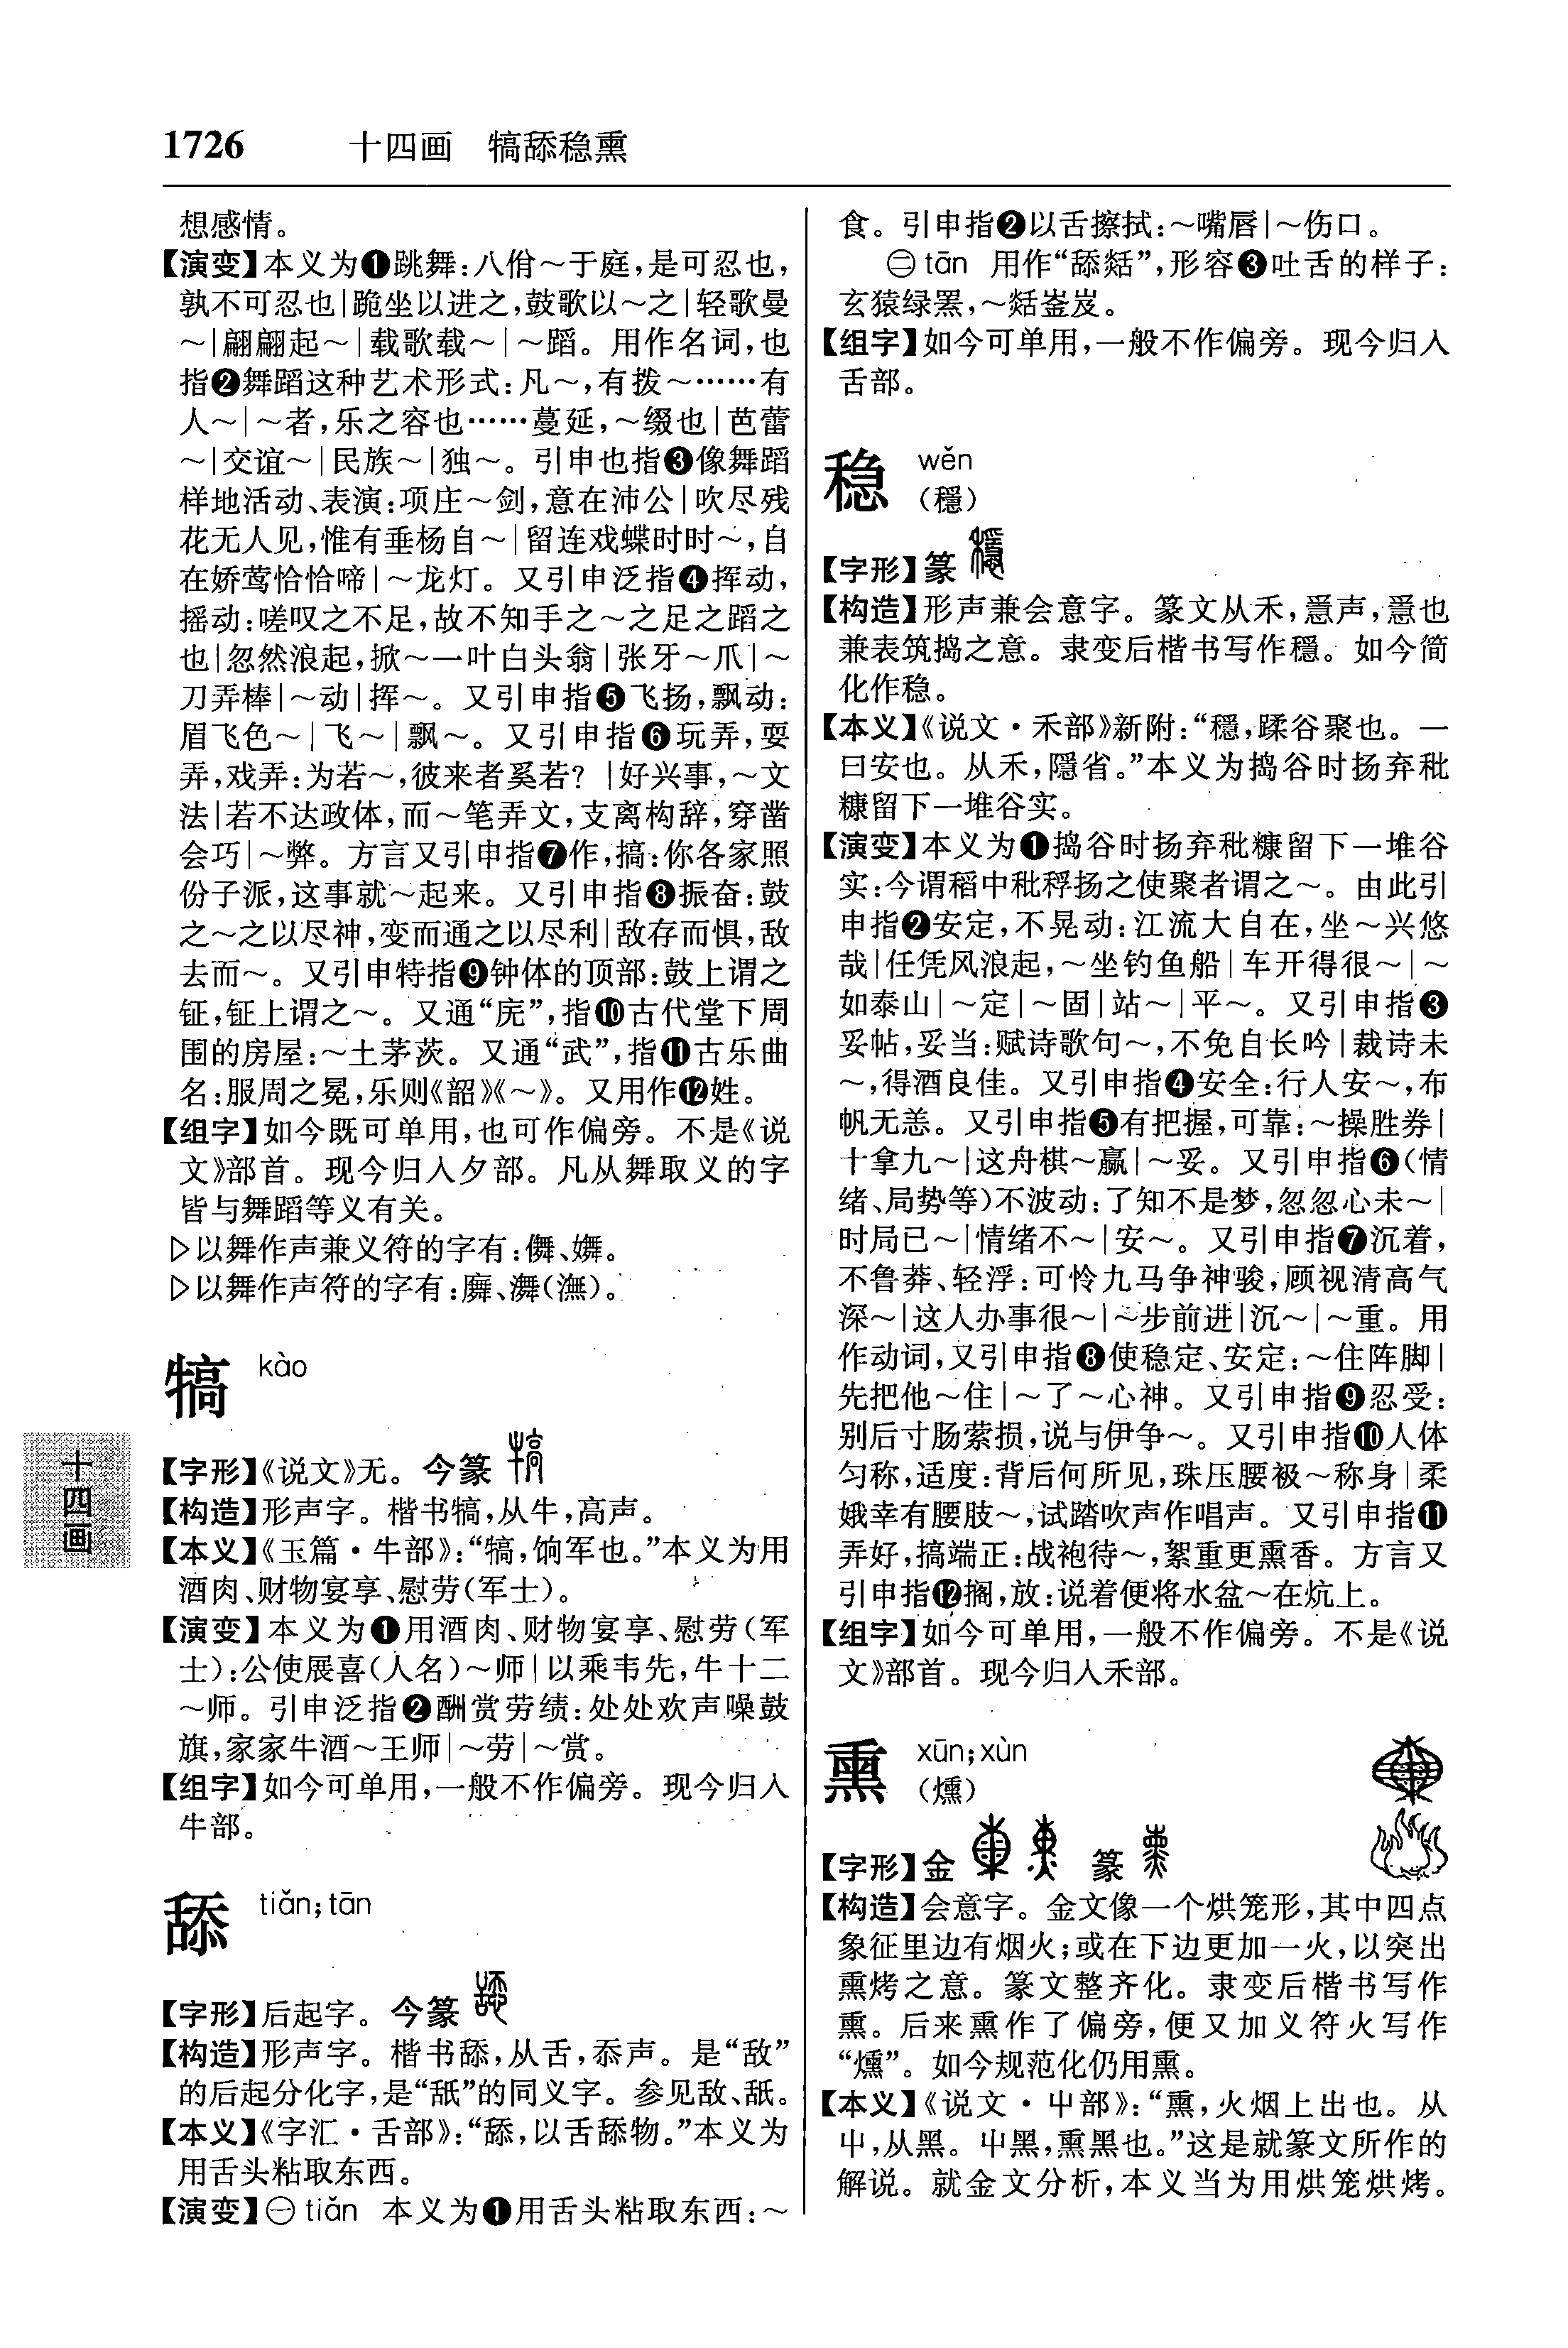 1726 十四画 犒舔稳熏
想感情。
【演变】本义为❶跳舞:八佾～于庭,是可忍也,
孰不可忍也|跪坐以进之,鼓歌以～之|轻歌曼
～|翩翩起～|载歌载～|～蹈。用作名词,也
指❷舞蹈这种艺术形式:凡～,有拨～……有
人～|～者,乐之容也……蔓延,～缀也|芭蕾
～|交谊～|民族～|独～。引申也指❸像舞蹈
样地活动、表演:项庄～剑,意在沛公|吹尽残
花无人见,惟有垂杨自～|留连戏蝶时时～,自
在娇莺恰恰啼|～龙灯。又引申泛指❹挥动,
摇动:嗟叹之不足,故不知手之～之足之蹈之
也|忽然浪起,掀～一叶白头翁|张牙～爪|～
刀弄棒|～动|挥～。又引申指❺飞扬,飘动:
眉飞色～|飞～|飘～。又引申指❻玩弄,耍
弄,戏弄:为若～,彼来者奚若?|好兴事,～文
法|若不达政体,而～笔弄文,支离构辞,穿凿
会巧|～弊。方言又引申指❼作,搞:你各家照
份子派,这事就～起来。又引申指❽振奋:鼓
之～之以尽神,变而通之以尽利|敌存而惧,敌
去而～。又引申特指❾钟体的顶部:鼓上谓之
钲,钲上谓之～。又通“庑”,指❿古代堂下周
围的房屋:～土茅茨。又通“武”,指⓫古乐曲
名:服周之冕,乐则《韶》《～》。又用作⓬姓。
【组字】如今既可单用,也可作偏旁。不是《说
文》部首。现今归入夕部。凡从舞取义的字
皆与舞蹈等义有关。
▷以舞作声兼义符的字有:儛、㒇。
▷以舞作声符的字有:廡、瀪(潕)。
犒 kào
【字形】《说文》无。今篆
【构造】形声字。楷书犒,从牛,高声。
【本义】《玉篇·牛部》:“犒,饷军也。”本义为用
酒肉、财物宴享、慰劳(军士)。
【演变】本义为❶用酒肉、财物宴享、慰劳(军
士):公使展喜(人名)～师|以乘韦先,牛十二
～师。引申泛指❷酬赏劳绩:处处欢声噪鼓
旗,家家牛酒～王师|～劳|～赏。
【组字】如今可单用,一般不作偏旁。现今归入
牛部。
舔 tiǎn;tān
【字形】后起字。今篆
【构造】形声字。楷书舔,从舌,忝声。是“㪇”
的后起分化字,是“舐”的同义字。参见㪇、舐。
【本义】《字汇·舌部》:“舔,以舌舔物。”本义为
用舌头粘取东西。
【演变】㊀tiǎn 本义为❶用舌头粘取东西:～
食。引申指❷以舌擦拭:～嘴唇|～伤口。
㊁tān 用作“舔舕”,形容❸吐舌的样子:
玄猿绿罴,～舕崟岌。
【组字】如今可单用,一般不作偏旁。现今归入
舌部。
稳 wěn
(穩)
【字形】篆
【构造】形声兼会意字。篆文从禾,㥯声,㥯也
兼表筑捣之意。隶变后楷书写作穩。如今简
化作稳。
【本义】《说文·禾部》新附:“穩,蹂谷聚也。一
曰安也。从禾,隱省。”本义为捣谷时扬弃秕
糠留下一堆谷实。
【演变】本义为❶捣谷时扬弃秕糠留下一堆谷
实:今谓稻中秕稃扬之使聚者谓之～。由此引
申指❷安定,不晃动:江流大自在,坐～兴悠
哉|任凭风浪起,～坐钓鱼船|车开得很～|～
如泰山|～定|～固|站～|平～。又引申指❸
妥帖,妥当:赋诗歌句～,不免自长吟|裁诗未
～,得酒良佳。又引申指❹安全:行人安～,布
帆无恙。又引申指❺有把握,可靠:～操胜券|
十拿九～|这舟棋～赢|～妥。又引申指❻(情
绪、局势等)不波动:了知不是梦,忽忽心未～|
时局已～|情绪不～|安～。又引申指❼沉着,
不鲁莽、轻浮:可怜九马争神骏,顾视清高气
深～|这人办事很～|～步前进|沉～|～重。用
作动词,又引申指❽使稳定、安定:～住阵脚|
先把他～住|～了～心神。又引申指❾忍受:
别后寸肠萦损,说与伊争～。又引申指❿人体
匀称,适度:背后何所见,珠压腰衱～称身|柔
娥幸有腰肢～,试踏吹声作唱声。又引申指⓫
弄好,搞端正:战袍待～,絮重更熏香。方言又
引申指⓬搁,放:说着便将水盆～在炕上。
【组字】如今可单用,一般不作偏旁。不是《说
文》部首。现今归入禾部。
熏 xūn;xùn
(燻)
【字形】金 篆
【构造】会意字。金文像一个烘笼形,其中四点
象征里边有烟火;或在下边更加一火,以突出
熏烤之意。篆文整齐化。隶变后楷书写作
熏。后来熏作了偏旁,便又加义符火写作
“燻”。如今规范化仍用熏。
【本义】《说文·屮部》:“熏,火烟上出也。从
屮,从黑。屮黑,熏黑也。”这是就篆文所作的
解说。就金文分析,本义当为用烘笼烘烤。
十四画